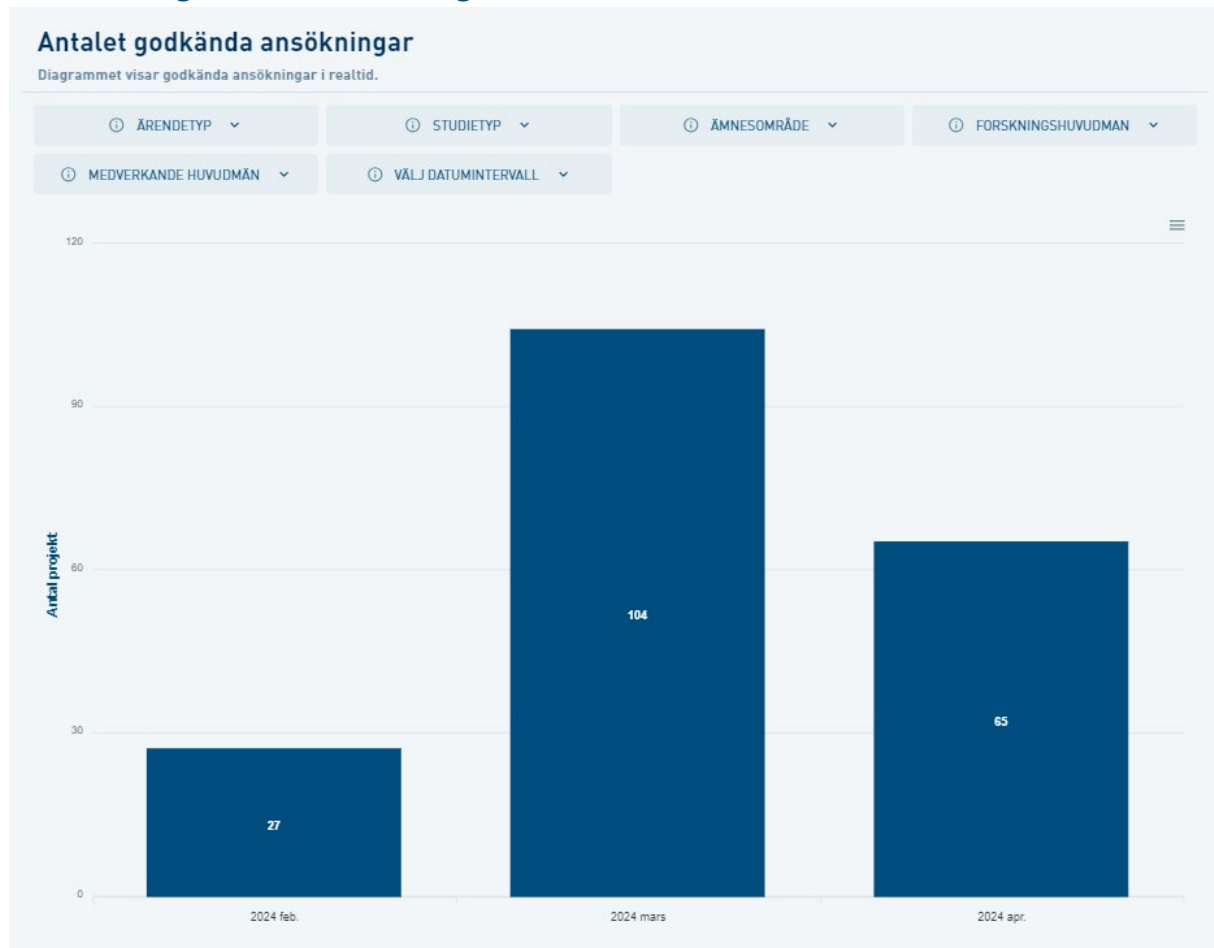 Antalet godkända ansökningar
Diagrammet visar godkända ansökningar i realtid.
ÄRENDETYP
STUDIETYP
ÄMNESOMRÅDE
FORSKNINGSHUVUDMAN
MEDVERKANDE HUVUDMÄN
VÄLJ DATUMINTERVALL
120
90
60
30
0
Antal projekt
27
104
65
2024 feb.
2024 mars
2024 apr.